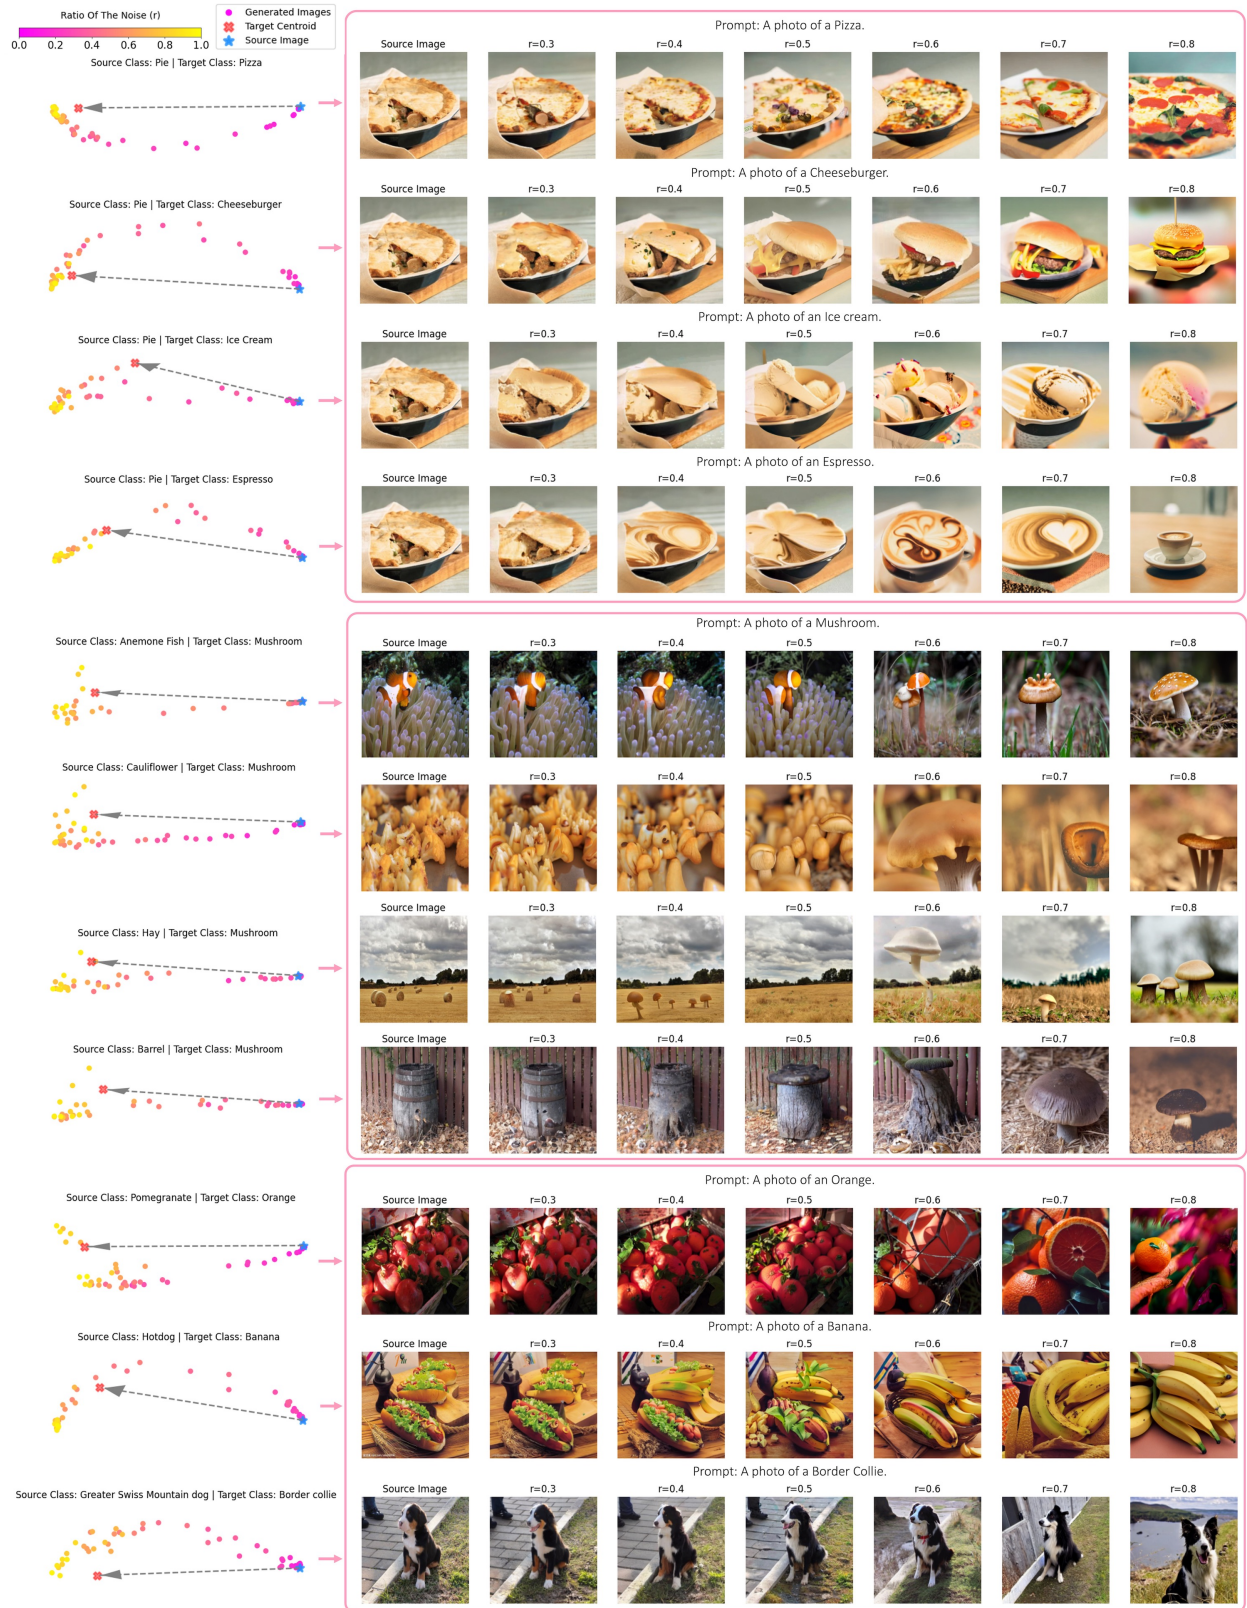 Ratio Of The Noise (r)
0.0 0.2 0.4 0.6 0.8 1.0
Generated Images
Target Centroid
Source Image
Source Class: Pie | Target Class: Pizza
Prompt: A photo of a Pizza.
Source Image r=0.3 r=0.4 r=0.5 r=0.6 r=0.7 r=0.8
Source Class: Pie | Target Class: Cheeseburger
Prompt: A photo of a Cheeseburger.
Source Image r=0.3 r=0.4 r=0.5 r=0.6 r=0.7 r=0.8
Source Class: Pie | Target Class: Ice Cream
Prompt: A photo of an Ice cream.
Source Image r=0.3 r=0.4 r=0.5 r=0.6 r=0.7 r=0.8
Source Class: Pie | Target Class: Espresso
Prompt: A photo of an Espresso.
Source Image r=0.3 r=0.4 r=0.5 r=0.6 r=0.7 r=0.8
Source Class: Anemone Fish | Target Class: Mushroom
Prompt: A photo of a Mushroom.
Source Image r=0.3 r=0.4 r=0.5 r=0.6 r=0.7 r=0.8
Source Class: Cauliflower | Target Class: Mushroom
Source Image r=0.3 r=0.4 r=0.5 r=0.6 r=0.7 r=0.8
Source Class: Hay | Target Class: Mushroom
Source Image r=0.3 r=0.4 r=0.5 r=0.6 r=0.7 r=0.8
Source Class: Barrel | Target Class: Mushroom
Source Image r=0.3 r=0.4 r=0.5 r=0.6 r=0.7 r=0.8
Source Class: Pomegranate | Target Class: Orange
Prompt: A photo of an Orange.
Source Image r=0.3 r=0.4 r=0.5 r=0.6 r=0.7 r=0.8
Source Class: Hotdog | Target Class: Banana
Prompt: A photo of a Banana.
Source Image r=0.3 r=0.4 r=0.5 r=0.6 r=0.7 r=0.8
Source Class: Greater Swiss Mountain dog | Target Class: Border collie
Prompt: A photo of a Border Collie.
Source Image r=0.3 r=0.4 r=0.5 r=0.6 r=0.7 r=0.8